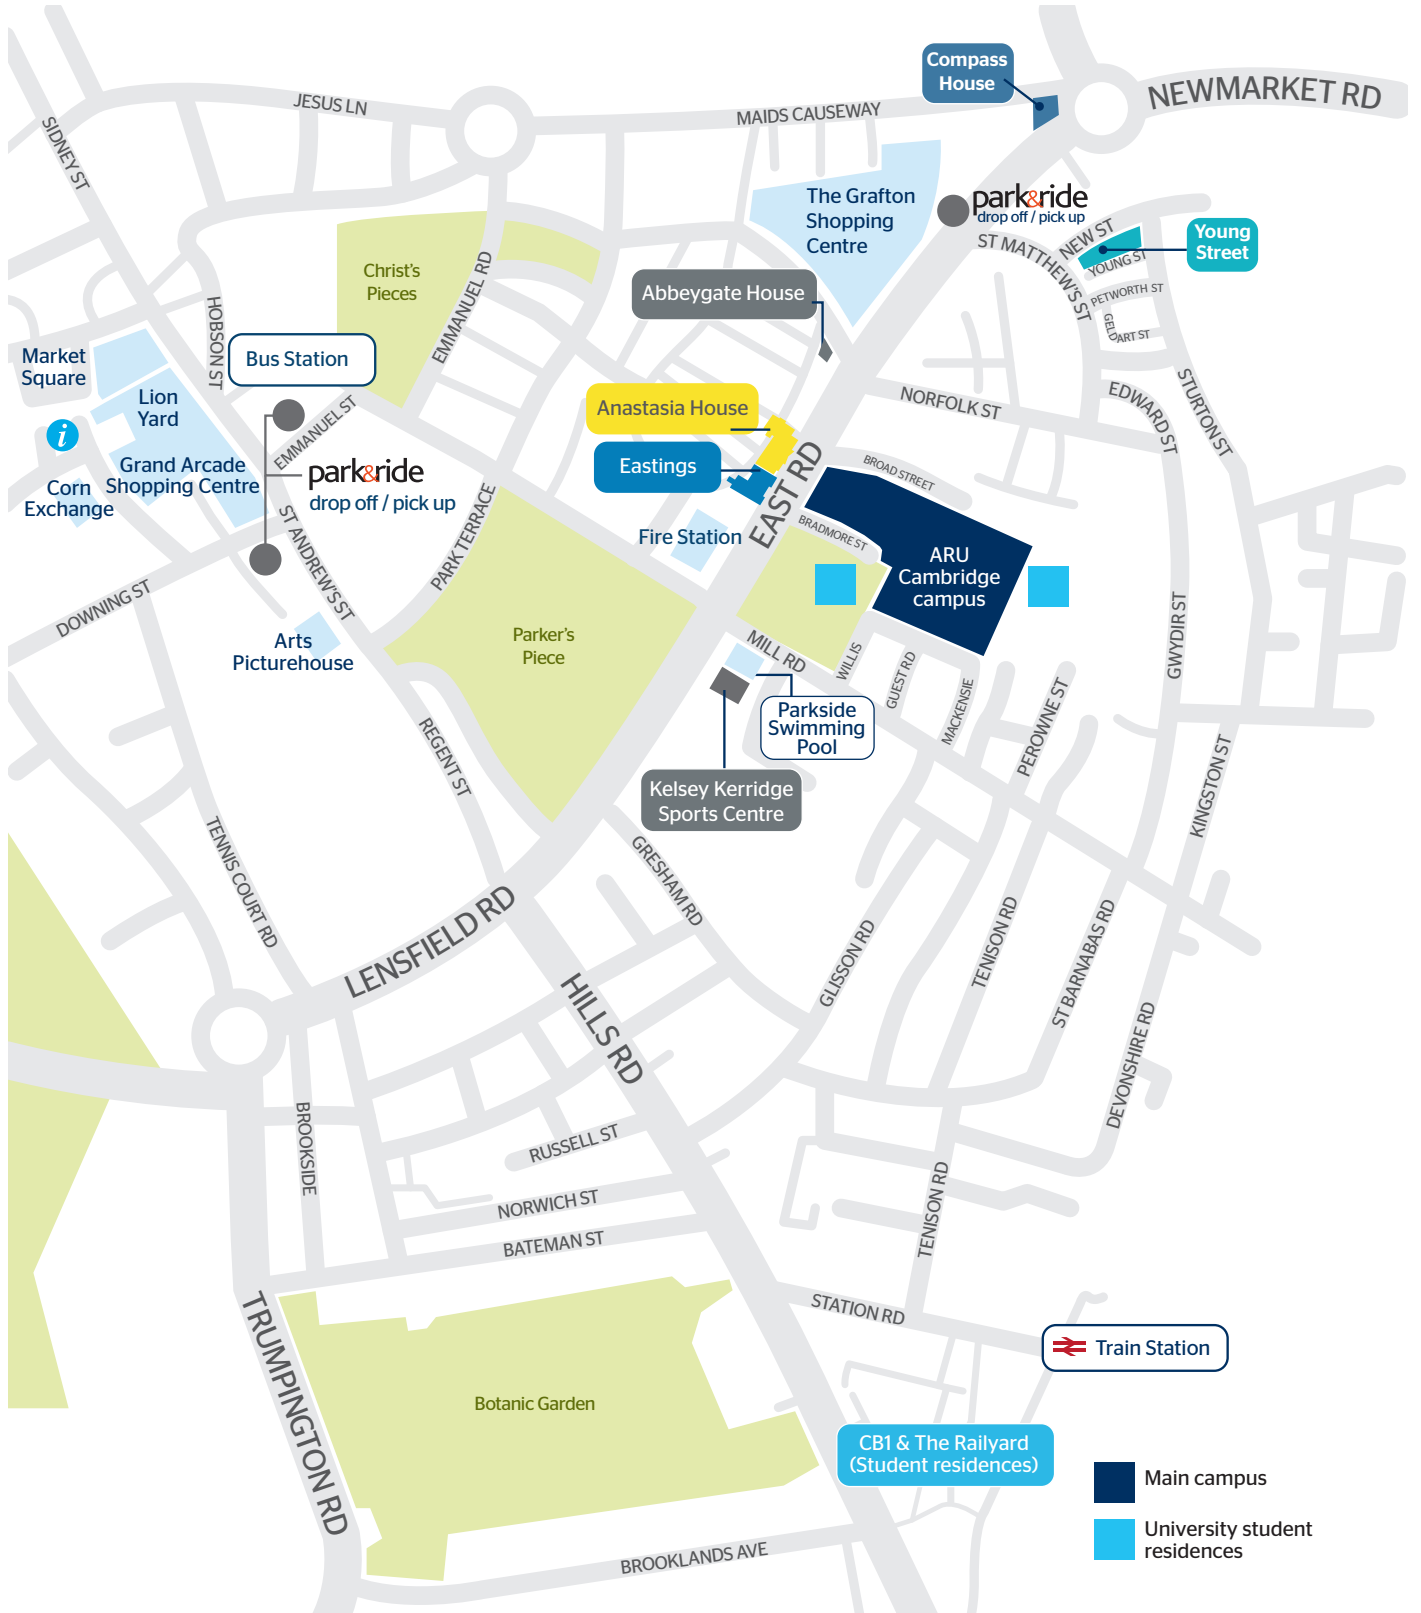 Compass
House
NEWMARKET RD
JESUS LN
MAIDS CAUSEWAY
SIDNEY ST
The Grafton
Shopping
Centre
park&ride
drop off / pick up
NEW ST
Young
Street
ST MATTHEW'S ST
YOUNG ST
PETWORTH ST
GELDART ST
Christ's
Pieces
EMMANUEL RD
Abbeygate House
HOBSON ST
Bus Station
Market
Square
Lion
Yard
EMMANUEL ST
Anastasia House
NORFOLK ST
EDWARD ST
STURTON ST
i
Grand Arcade
Shopping Centre
Corn
Exchange
park&ride
drop off / pick up
Eastings
EAST RD
BROAD STREET
BRADMORE ST
Fire Station
ST ANDREW'S ST
PARK TERRACE
ARU
Cambridge
campus
DOWNING ST
Arts
Picturehouse
Parker's
Piece
MILL RD
WILLIS
GUEST RD
MACKENSIE
PEROWNE ST
GWYDIR ST
Parkside
Swimming
Pool
Kelsey Kerridge
Sports Centre
REGENT ST
KINGSTON ST
TENNIS COURT RD
GRESHAM RD
LENSFIELD RD
GLISSON RD
TENISON RD
ST BARNABAS RD
HILLS RD
DEVONSHIRE RD
BROOKSIDE
RUSSELL ST
NORWICH ST
BATEMAN ST
TENISON RD
STATION RD
Train Station
TRUMPINGTON RD
Botanic Garden
CB1 & The Railyard
(Student residences)
BROOKLANDS AVE
Main campus
University student
residences